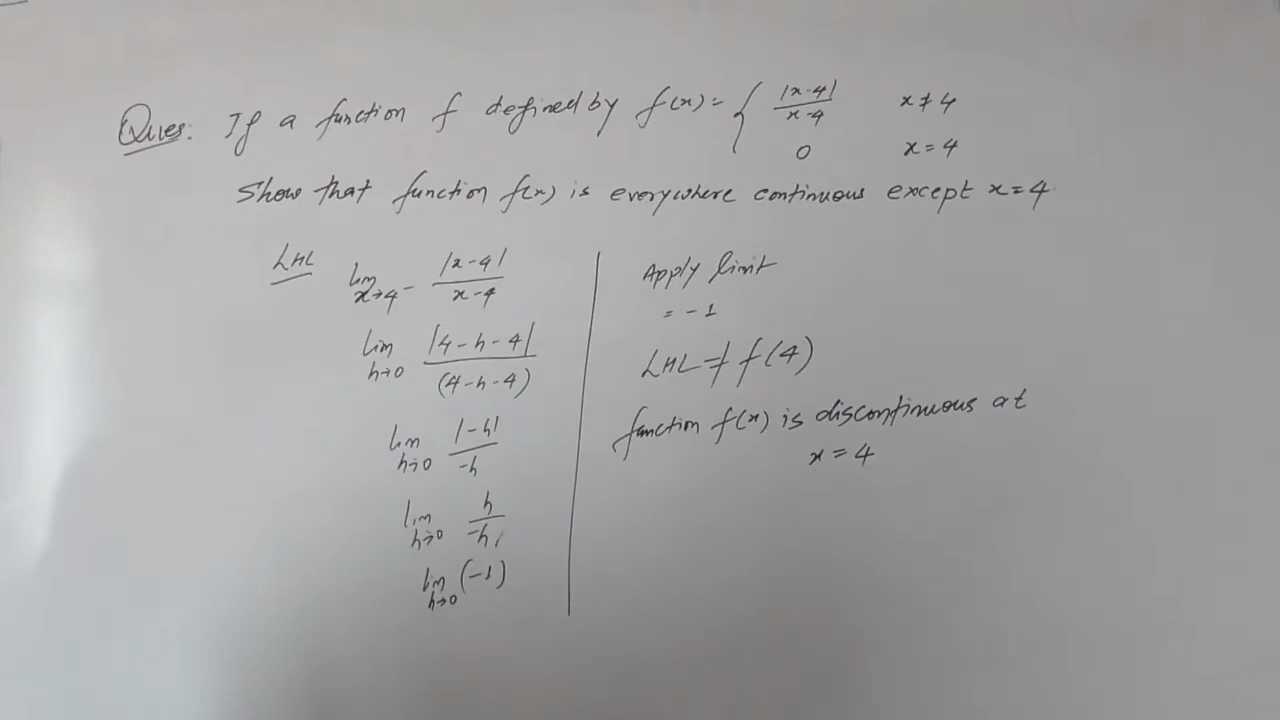 Ques: If a function f defined by f(x) = { |x-4| / x-4 x ≠ 4
0 x = 4
Show that function f(x) is everywhere continuous except x=4
LHL lim x→4⁻ |x-4| / x-4
lim h→0 |4-h-4| / (4-h-4)
lim h→0 |-h| / -h
lim h→0 h / -h
lim h→0 (-1)
Apply limit
= -1
LHL ≠ f(4)
function f(x) is discontinuous at
x = 4